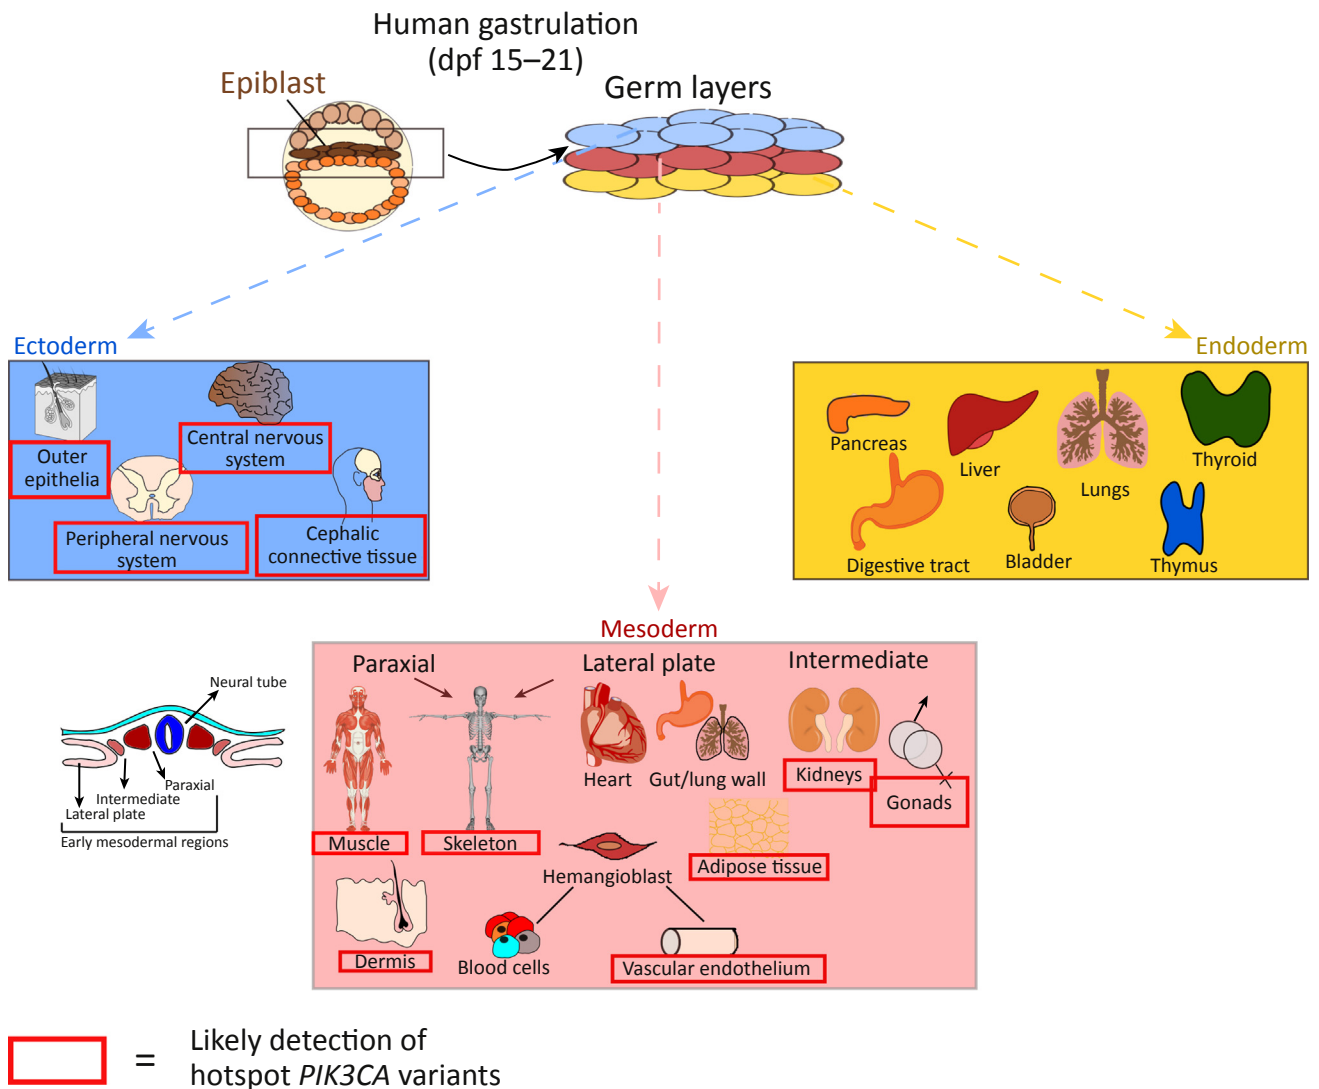 Human gastrulation
(dpf 15–21)
Epiblast
Germ layers
Ectoderm
Endoderm
Outer
epithelia
Central nervous
system
Peripheral nervous
system
Cephalic
connective tissue
Pancreas
Liver
Lungs
Thyroid
Digestive tract
Bladder
Thymus
Mesoderm
Neural tube
Paraxial
Intermediate
Lateral plate
Early mesodermal regions
Paraxial
Lateral plate
Intermediate
Muscle
Skeleton
Heart
Gut/lung wall
Kidneys
Gonads
Hemangioblast
Adipose tissue
Dermis
Blood cells
Vascular endothelium
=
Likely detection of
hotspot PIK3CA variants